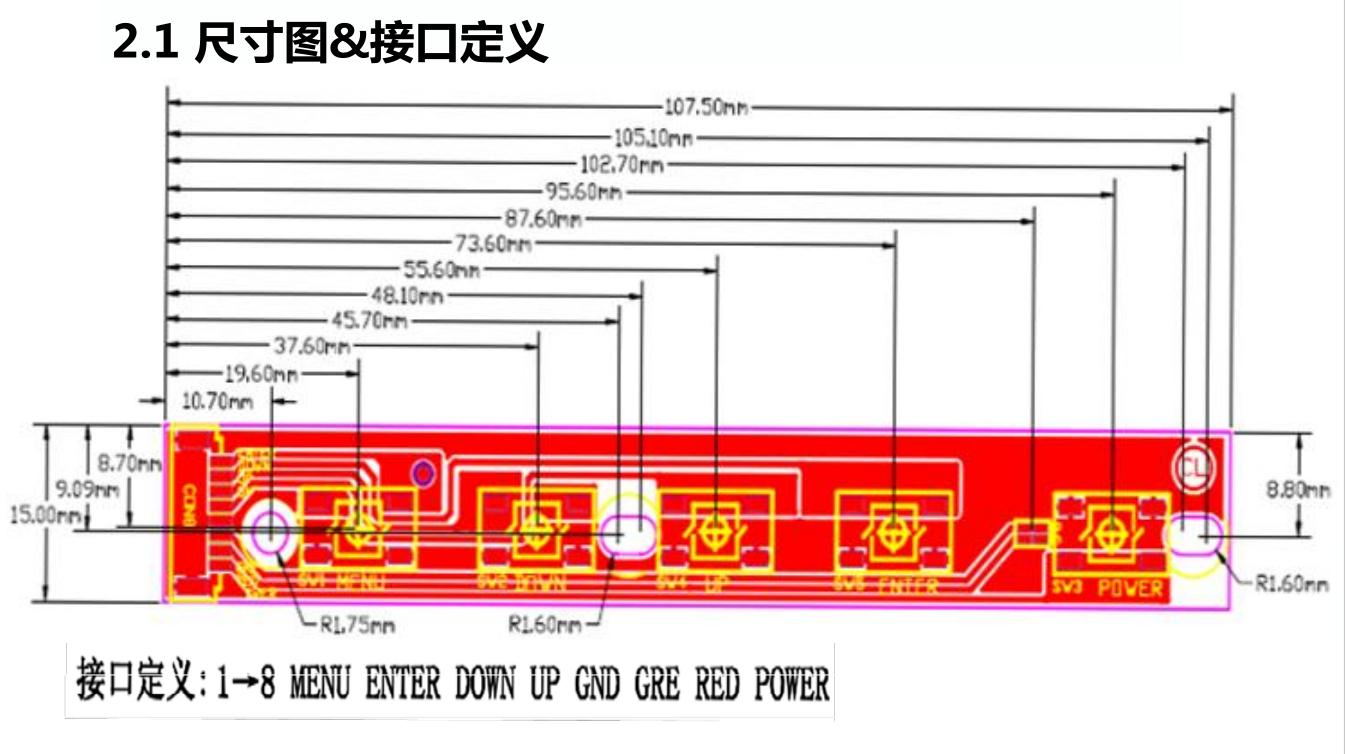 2.1 尺寸图&接口定义
107.50mm
105.10mm
102.70mm
95.60mm
87.60mm
73.60mm
55.60mm
48.10mm
45.70mm
37.60mm
19.60mm
10.70mm
8.70mm
9.09mm
15.00mm
8.80mm
CL
SW1 MENU
SW2 DOWN
SW4 UP
SW5 ENTER
SW3 POWER
R1.60mm
R1.75mm
R1.60mm
接口定义:1→8 MENU ENTER DOWN UP GND GRE RED POWER